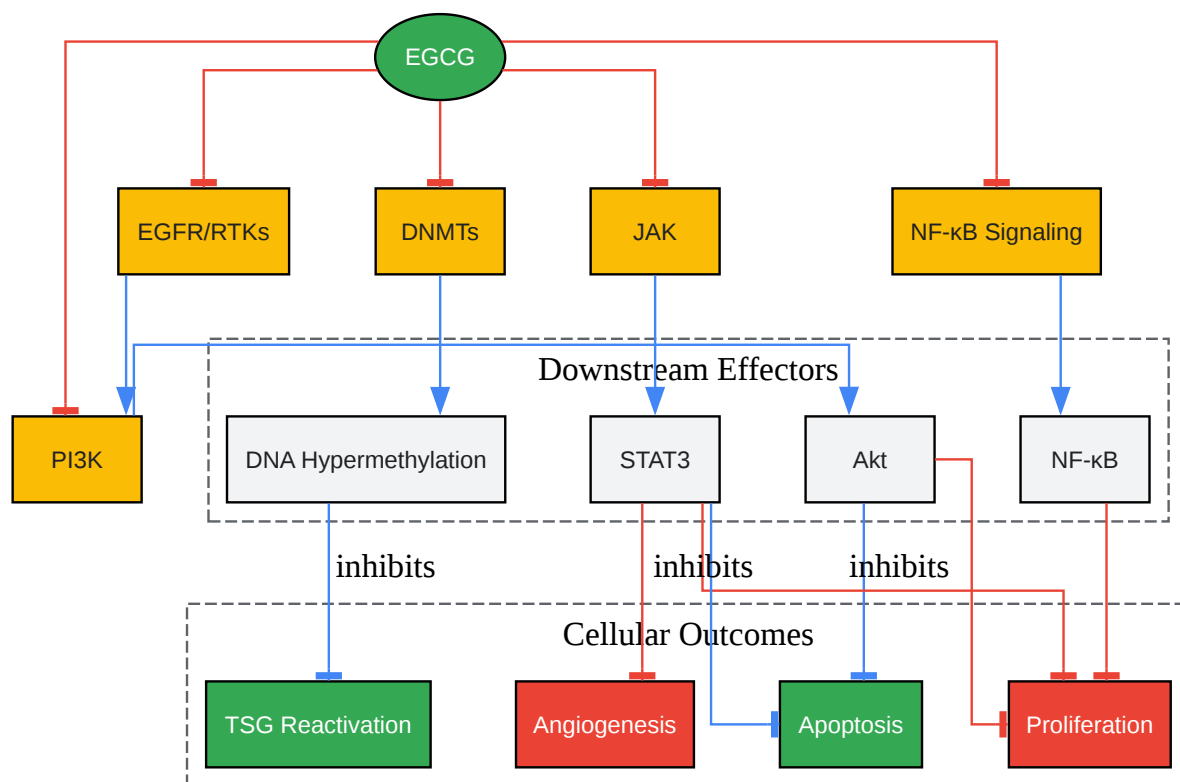 EGCG
EGFR/RTKs
DNMTs
JAK
NF-κB Signaling
Downstream Effectors
PI3K
DNA Hypermethylation
STAT3
Akt
NF-κB
inhibits
inhibits
inhibits
Cellular Outcomes
TSG Reactivation
Angiogenesis
Apoptosis
Proliferation